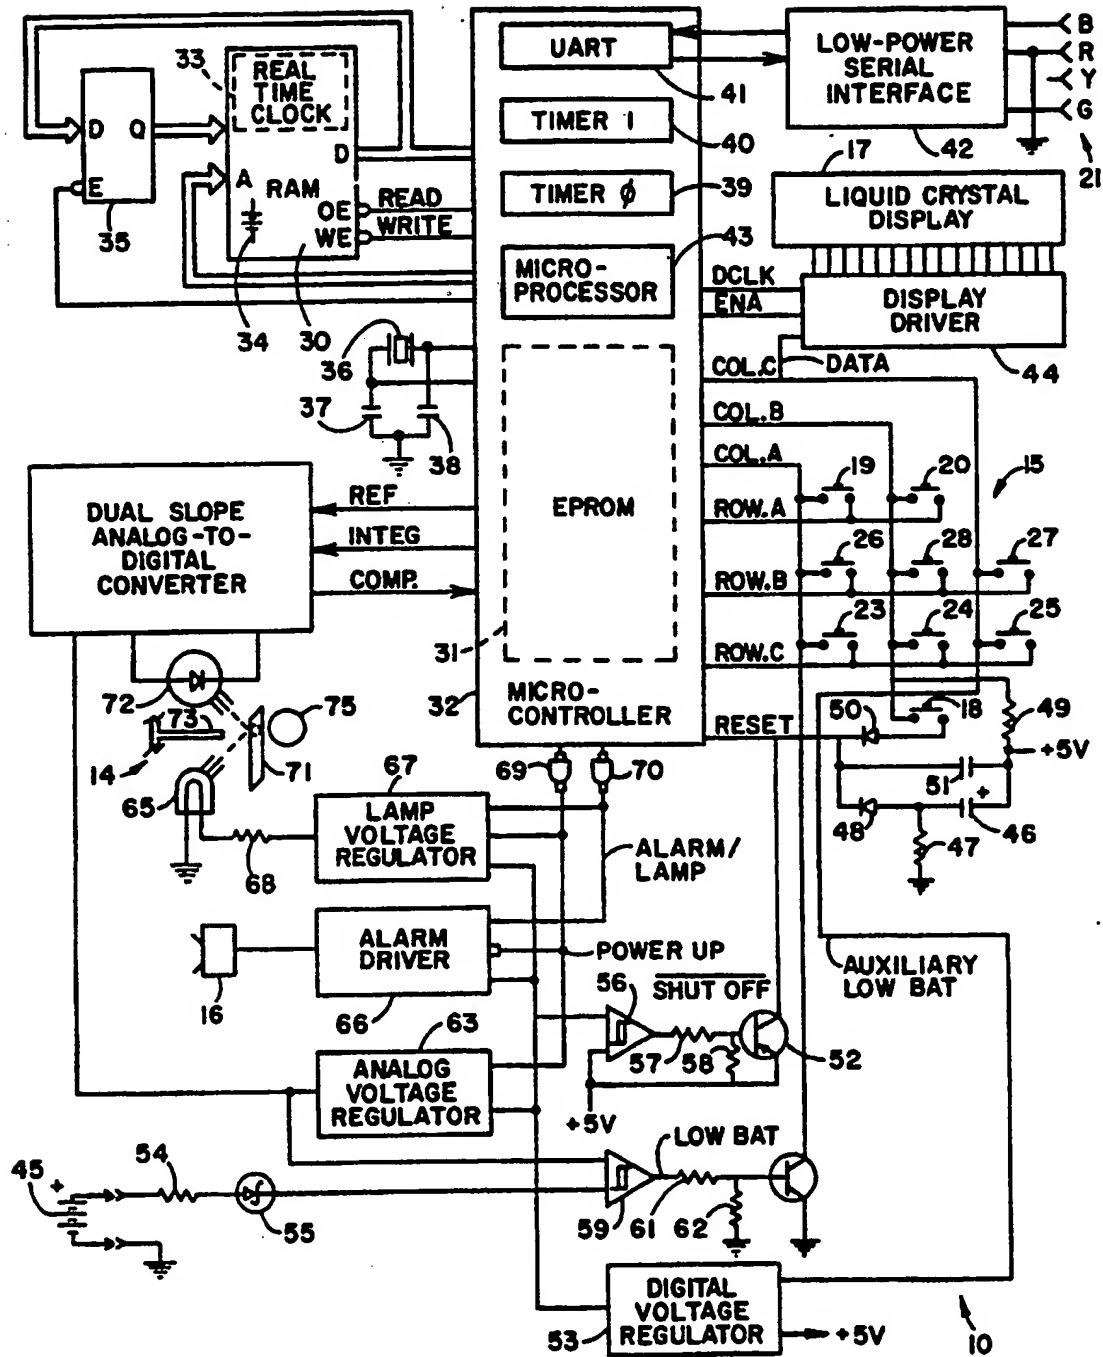 UART
41
TIMER 1
40
TIMER φ
39
43
MICRO-
PROCESSOR
EPROM
31
32
MICRO-
CONTROLLER
LOW-POWER
SERIAL
INTERFACE
42
B
R
Y
G
21
17
LIQUID CRYSTAL
DISPLAY
DISPLAY
DRIVER
44
DCLK
ENA
DATA
COL.C
COL.B
COL.A
ROW.A
ROW.B
ROW.C
RESET
19
20
15
26
28
27
23
24
25
50
18
49
+5V
51
+
48
46
47
33
REAL
TIME
CLOCK
D
Q
E
35
D
A
RAM
OE
WE
READ
WRITE
34
30
36
37
38
DUAL SLOPE
ANALOG-TO-
DIGITAL
CONVERTER
REF
INTEG
COMP.
72
73
75
14
71
65
68
67
LAMP
VOLTAGE
REGULATOR
69
70
ALARM/
LAMP
ALARM
DRIVER
16
66
POWER UP
63
ANALOG
VOLTAGE
REGULATOR
SHUT OFF
56
57
58
52
+5V
AUXILIARY
LOW BAT
LOW BAT
45
+
54
55
59
61
62
DIGITAL
VOLTAGE
REGULATOR
53
+5V
10